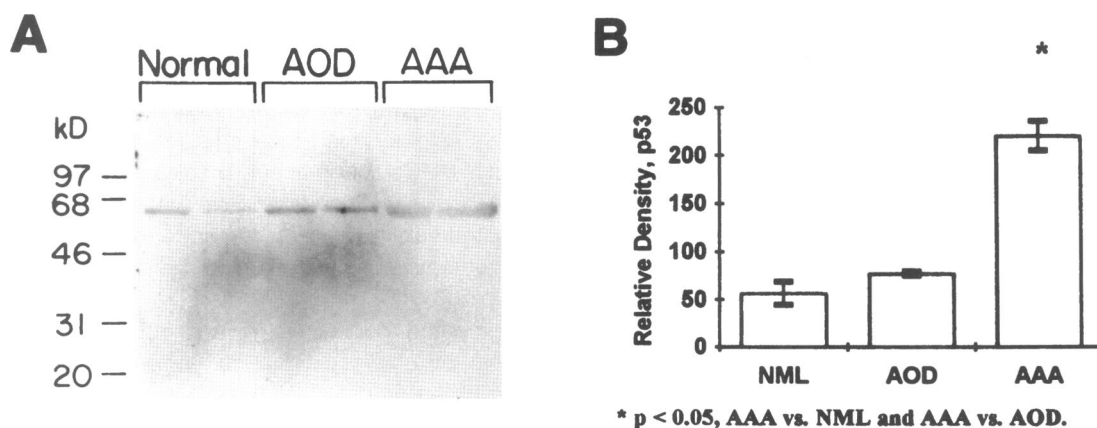 A
Normal AOD AAA
kD
97
68
46
31
20
B
*
Relative Density, p53
250
200
150
100
50
0
NML AOD AAA
* p < 0.05, AAA vs. NML and AAA vs. AOD.